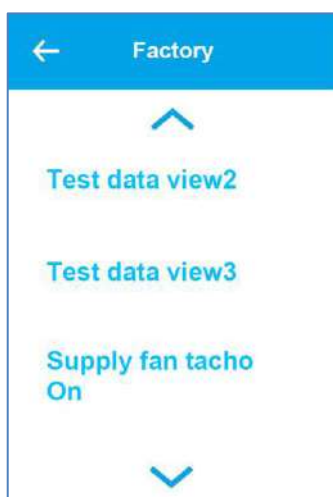 Factory
Test data view2
Test data view3
Supply fan tacho
On